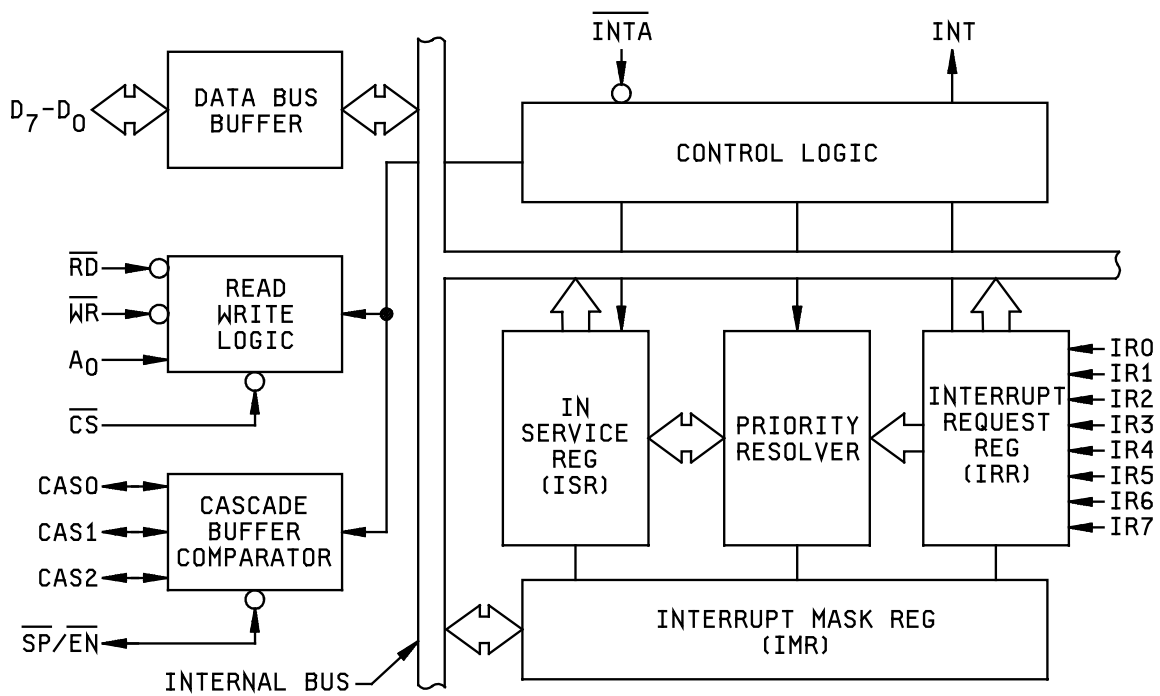 INTA
INT
D7-D0
DATA BUS
BUFFER
CONTROL LOGIC
RD
WR
A0
CS
READ
WRITE
LOGIC
IN
SERVICE
REG
(ISR)
PRIORITY
RESOLVER
INTERRUPT
REQUEST
REG
(IRR)
IR0
IR1
IR2
IR3
IR4
IR5
IR6
IR7
CAS0
CAS1
CAS2
SP/EN
CASCADE
BUFFER
COMPARATOR
INTERRUPT MASK REG
(IMR)
INTERNAL BUS